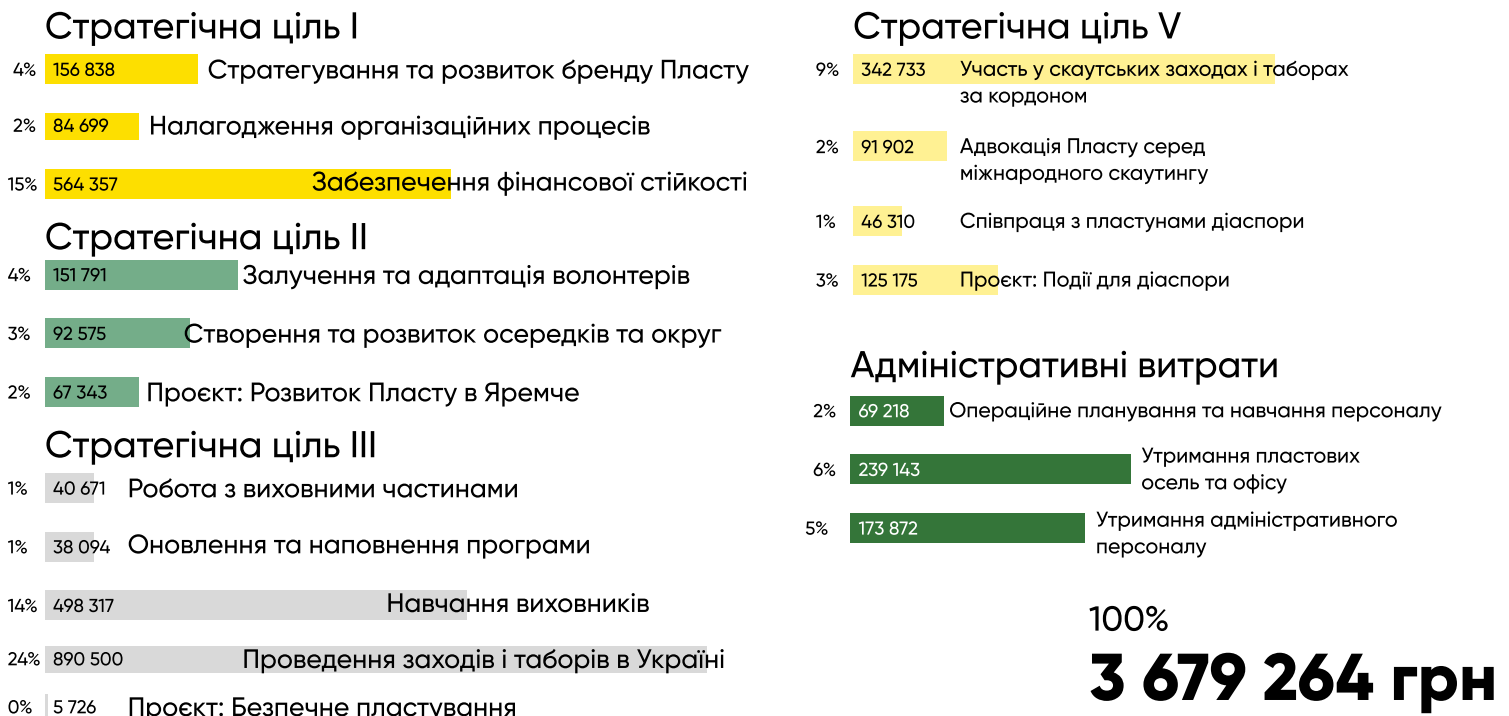 Стратегічна ціль I
4% 156 838 Стратегування та розвиток бренду Пласту
2% 84 699 Налагодження організаційних процесів
15% 564 357 Забезпечення фінансової стійкості
Стратегічна ціль II
4% 151 791 Залучення та адаптація волонтерів
3% 92 575 Створення та розвиток осередків та округ
2% 67 343 Проєкт: Розвиток Пласту в Яремче
Стратегічна ціль III
1% 40 671 Робота з виховними частинами
1% 38 094 Оновлення та наповнення програми
14% 498 317 Навчання виховників
24% 890 500 Проведення заходів і таборів в Україні
0% 5 726 Проєкт: Безпечне пластування
Стратегічна ціль V
9% 342 733 Участь у скаутських заходах і таборах
за кордоном
2% 91 902 Адвокація Пласту серед
міжнародного скаутингу
1% 46 310 Співпраця з пластунами діаспори
3% 125 175 Проєкт: Події для діаспори
Адміністративні витрати
2% 69 218 Операційне планування та навчання персоналу
6% 239 143 Утримання пластових
осель та офісу
5% 173 872 Утримання адміністративного
персоналу
100%
3 679 264 грн